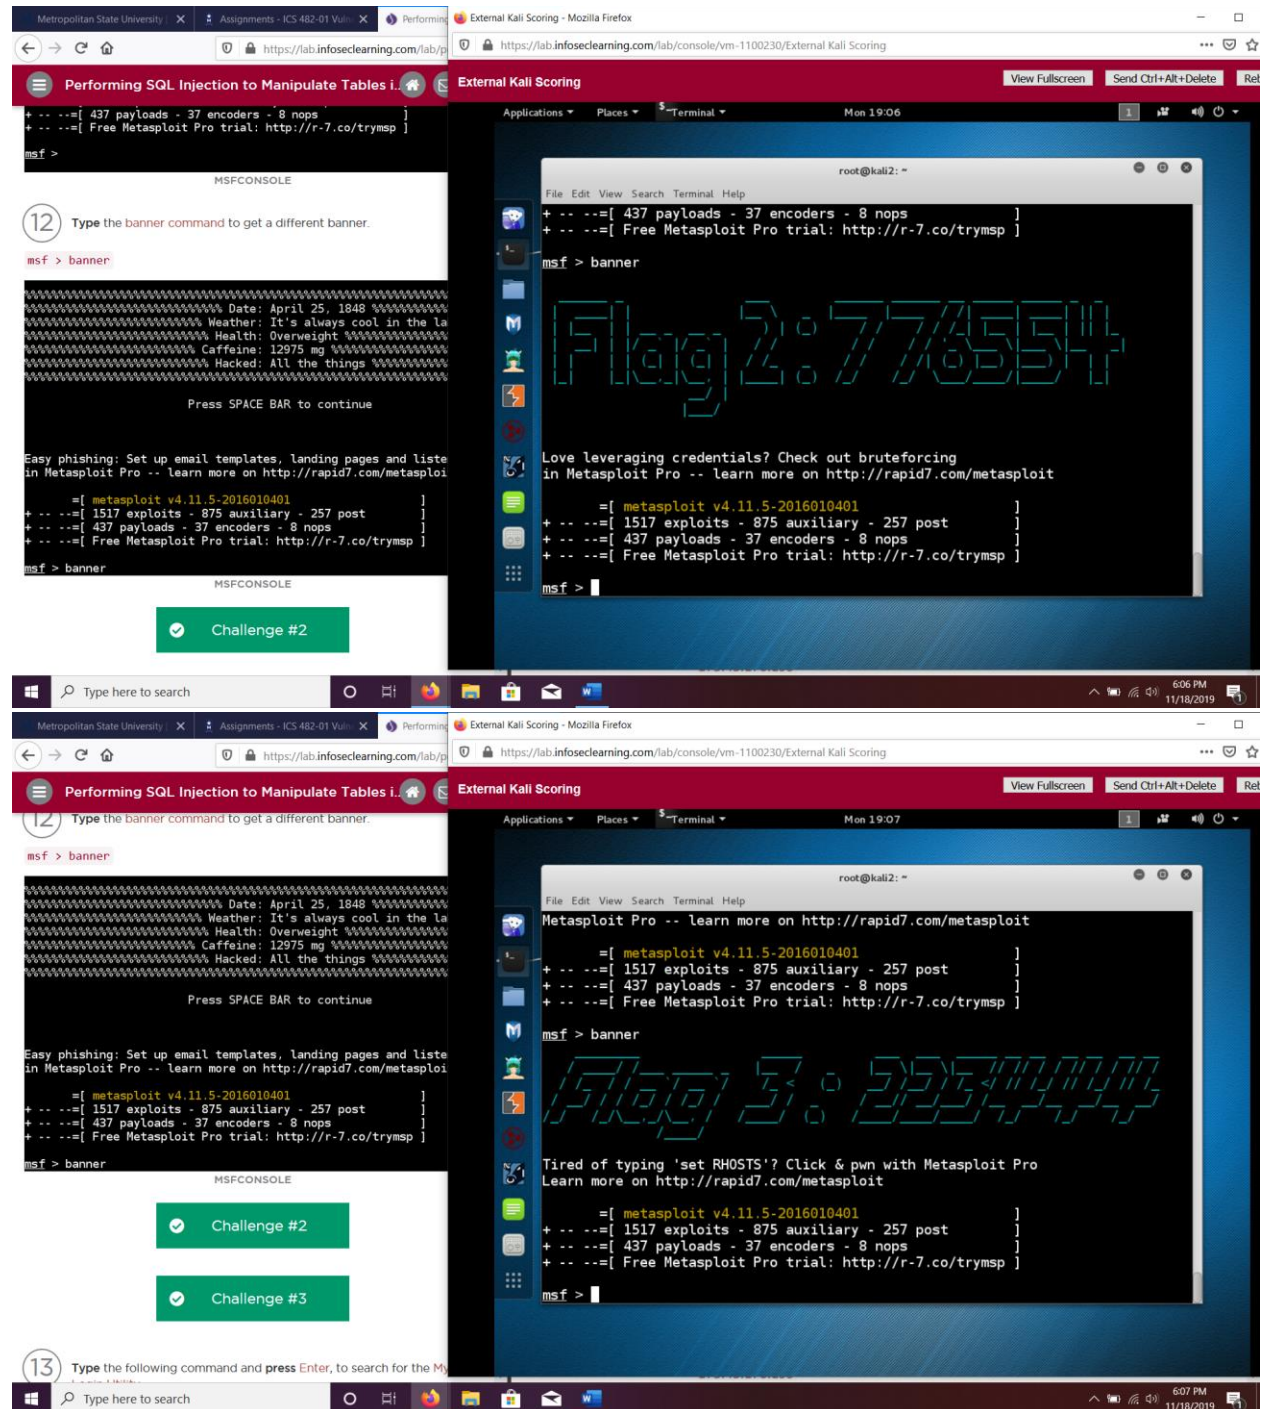 Metropolitan State University
Assignments - ICS 482-01 Vuln
Performing
https://lab.infoseclearning.com/lab/p
Performing SQL Injection to Manipulate Tables i..
+ -- --=[ 437 payloads - 37 encoders - 8 nops ]
+ -- --=[ Free Metasploit Pro trial: http://r-7.co/trymsp ]
msf >
MSFCONSOLE
12 Type the banner command to get a different banner.
msf > banner
Date: April 25, 1848
Weather: It's always cool in the la
Health: Overweight
Caffeine: 12975 mg
Hacked: All the things
Press SPACE BAR to continue
Easy phishing: Set up email templates, landing pages and liste
in Metasploit Pro -- learn more on http://rapid7.com/metasploi
=[ metasploit v4.11.5-2016010401 ]
+ -- --=[ 1517 exploits - 875 auxiliary - 257 post ]
+ -- --=[ 437 payloads - 37 encoders - 8 nops ]
+ -- --=[ Free Metasploit Pro trial: http://r-7.co/trymsp ]
msf > banner
MSFCONSOLE
Challenge #2
External Kali Scoring - Mozilla Firefox
https://lab.infoseclearning.com/lab/console/vm-1100230/External Kali Scoring
External Kali Scoring
View Fullscreen Send Ctrl+Alt+Delete Reb
Applications Places Terminal Mon 19:06 1
root@kali2: ~
File Edit View Search Terminal Help
+ -- --=[ 437 payloads - 37 encoders - 8 nops ]
+ -- --=[ Free Metasploit Pro trial: http://r-7.co/trymsp ]
msf > banner
Flag2:776554
Love leveraging credentials? Check out bruteforcing
in Metasploit Pro -- learn more on http://rapid7.com/metasploit
=[ metasploit v4.11.5-2016010401 ]
+ -- --=[ 1517 exploits - 875 auxiliary - 257 post ]
+ -- --=[ 437 payloads - 37 encoders - 8 nops ]
+ -- --=[ Free Metasploit Pro trial: http://r-7.co/trymsp ]
msf >
Type here to search
6:06 PM
11/18/2019
Metropolitan State University
Assignments - ICS 482-01 Vuln
Performing
https://lab.infoseclearning.com/lab/p
Performing SQL Injection to Manipulate Tables i..
12 Type the banner command to get a different banner.
msf > banner
Date: April 25, 1848
Weather: It's always cool in the la
Health: Overweight
Caffeine: 12975 mg
Hacked: All the things
Press SPACE BAR to continue
Easy phishing: Set up email templates, landing pages and liste
in Metasploit Pro -- learn more on http://rapid7.com/metasploi
=[ metasploit v4.11.5-2016010401 ]
+ -- --=[ 1517 exploits - 875 auxiliary - 257 post ]
+ -- --=[ 437 payloads - 37 encoders - 8 nops ]
+ -- --=[ Free Metasploit Pro trial: http://r-7.co/trymsp ]
msf > banner
MSFCONSOLE
Challenge #2
Challenge #3
13 Type the following command and press Enter, to search for the My
External Kali Scoring - Mozilla Firefox
https://lab.infoseclearning.com/lab/console/vm-1100230/External Kali Scoring
External Kali Scoring
View Fullscreen Send Ctrl+Alt+Delete Reb
Applications Places Terminal Mon 19:07 1
root@kali2: ~
File Edit View Search Terminal Help
Metasploit Pro -- learn more on http://rapid7.com/metasploit
=[ metasploit v4.11.5-2016010401 ]
+ -- --=[ 1517 exploits - 875 auxiliary - 257 post ]
+ -- --=[ 437 payloads - 37 encoders - 8 nops ]
+ -- --=[ Free Metasploit Pro trial: http://r-7.co/trymsp ]
msf > banner
Flag 3: 223444
Tired of typing 'set RHOSTS'? Click & pwn with Metasploit Pro
Learn more on http://rapid7.com/metasploit
=[ metasploit v4.11.5-2016010401 ]
+ -- --=[ 1517 exploits - 875 auxiliary - 257 post ]
+ -- --=[ 437 payloads - 37 encoders - 8 nops ]
+ -- --=[ Free Metasploit Pro trial: http://r-7.co/trymsp ]
msf >
Type here to search
6:07 PM
11/18/2019